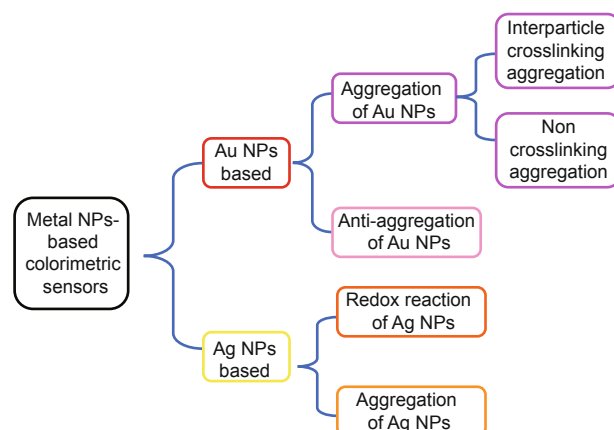 Metal NPs-
based
colorimetric
sensors
Au NPs
based
Aggregation
of Au NPs
Interparticle
crosslinking
aggregation
Non
crosslinking
aggregation
Anti-aggregation
of Au NPs
Ag NPs
based
Redox reaction
of Ag NPs
Aggregation
of Ag NPs